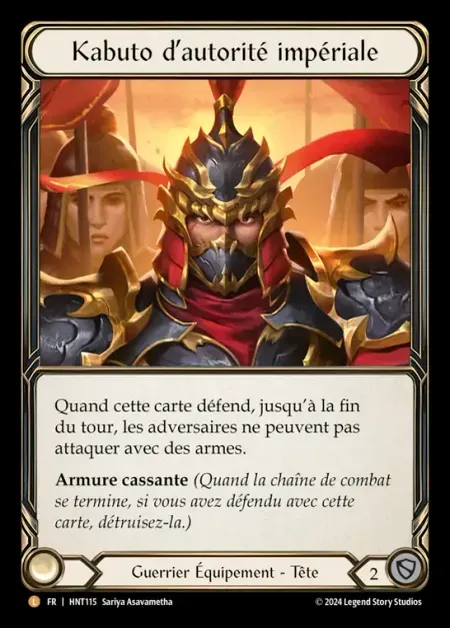 Kabuto d'autorité impériale
Quand cette carte défend, jusqu'à la fin
du tour, les adversaires ne peuvent pas
attaquer avec des armes.
Armure cassante (Quand la chaîne de combat
se termine, si vous avez défendu avec cette
carte, détruisez-la.)
Guerrier Équipement - Tête
2
L FR | HNT115 Sariya Asavametha
© 2024 Legend Story Studios